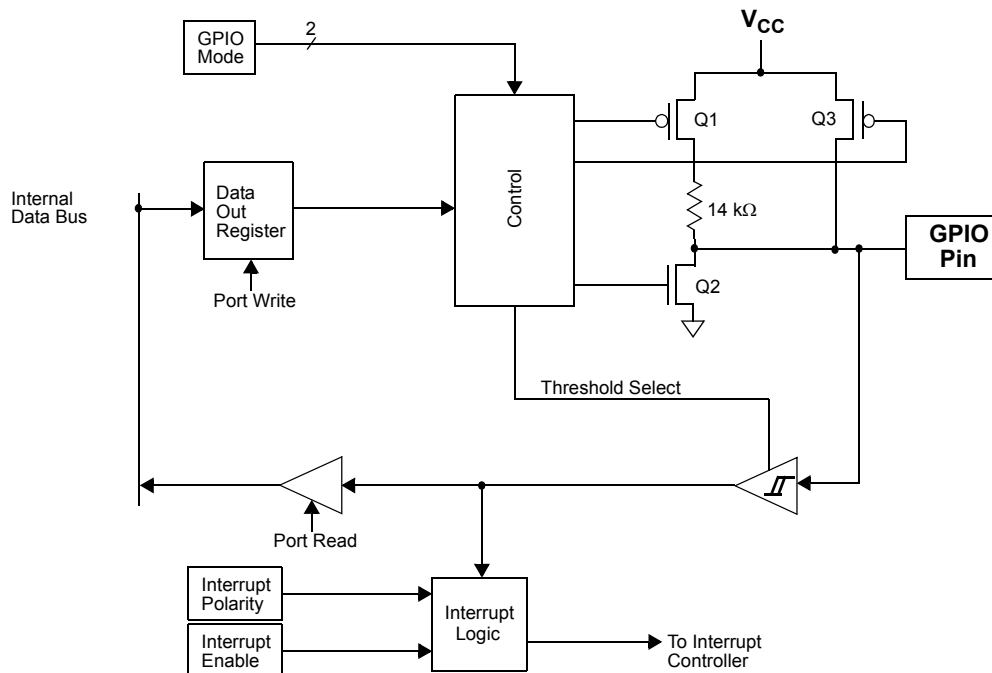 GPIO
Mode
2
V_CC
Q1
Q3
Control
Internal
Data Bus
Data
Out
Register
14 kΩ
GPIO
Pin
Port Write
Q2
Threshold Select
Port Read
Interrupt
Polarity
Interrupt
Logic
Interrupt
Enable
To Interrupt
Controller